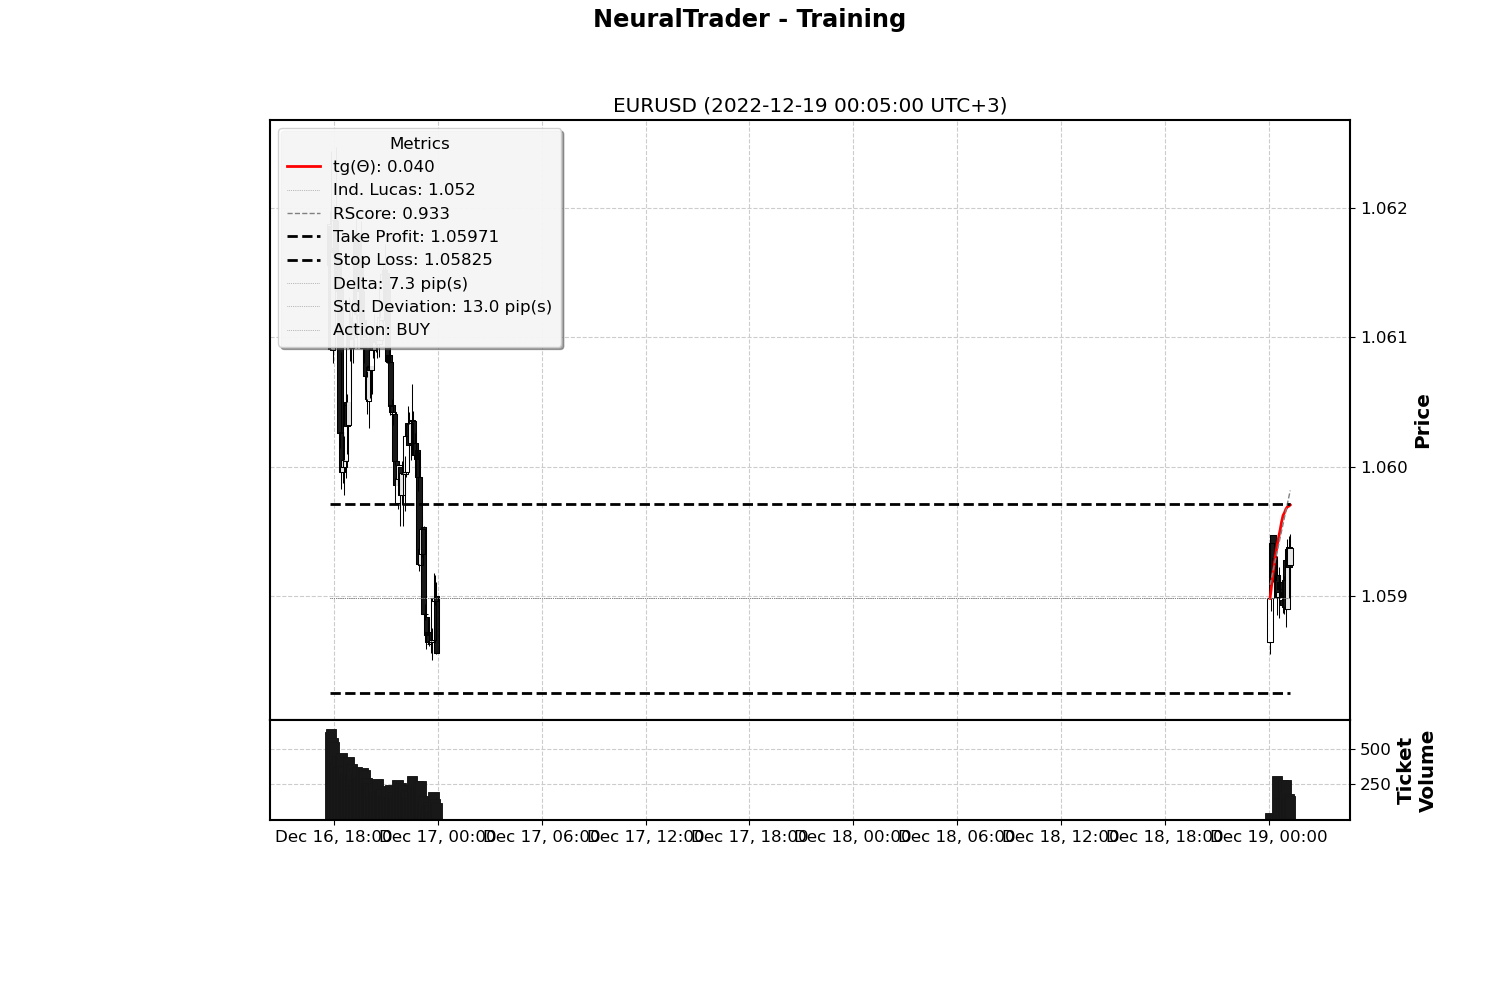 NeuralTrader - Training
EURUSD (2022-12-19 00:05:00 UTC+3)
Metrics
tg(Θ): 0.040
Ind. Lucas: 1.052
RScore: 0.933
Take Profit: 1.05971
Stop Loss: 1.05825
Delta: 7.3 pip(s)
Std. Deviation: 13.0 pip(s)
Action: BUY
1.062
1.061
1.060
1.059
Price
500
250
Ticket
Volume
Dec 16, 18:00
Dec 17, 00:00
Dec 17, 06:00
Dec 17, 12:00
Dec 17, 18:00
Dec 18, 00:00
Dec 18, 06:00
Dec 18, 12:00
Dec 18, 18:00
Dec 19, 00:00